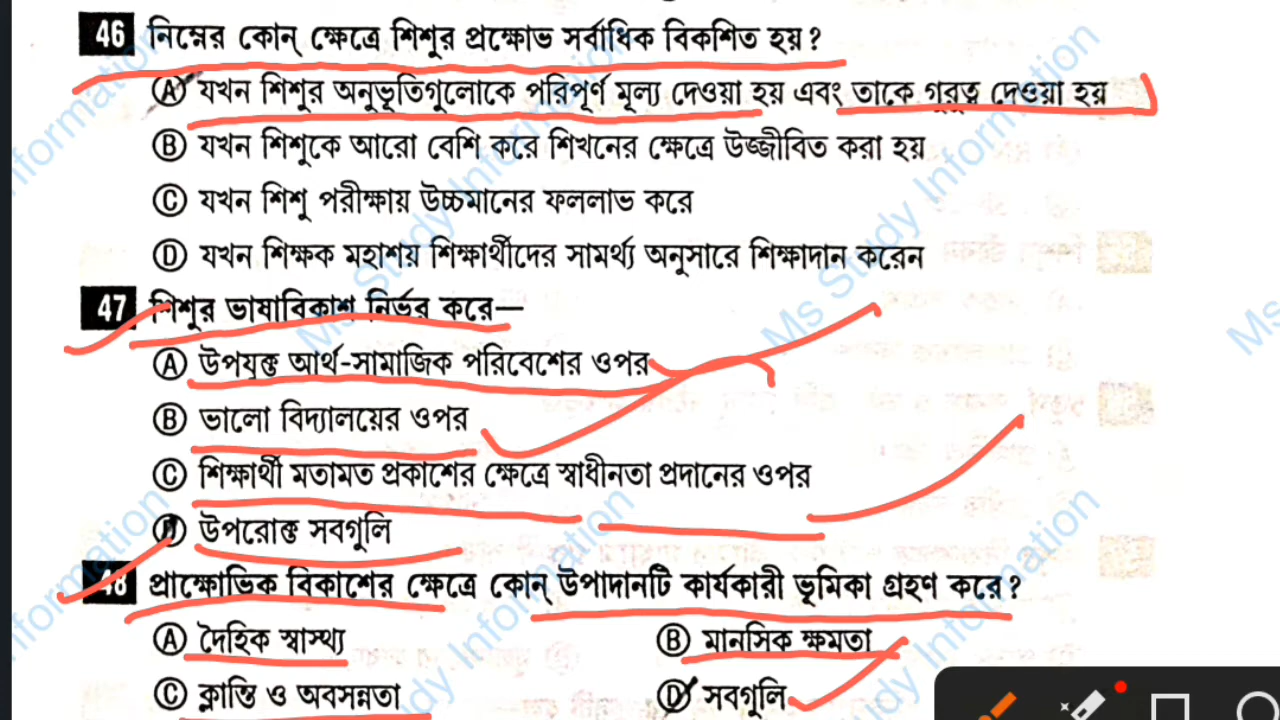 46 নিম্নের কোন্ ক্ষেত্রে শিশুর প্রক্ষোভ সর্বাধিক বিকশিত হয়?
Ⓐ যখন শিশুর অনুভূতিগুলোকে পরিপূর্ণ মূল্য দেওয়া হয় এবং তাকে গুরুত্ব দেওয়া হয়
Ⓑ যখন শিশুকে আরো বেশি করে শিখনের ক্ষেত্রে উজ্জীবিত করা হয়
Ⓒ যখন শিশু পরীক্ষায় উচ্চমানের ফললাভ করে
Ⓓ যখন শিক্ষক মহাশয় শিক্ষার্থীদের সামর্থ্য অনুসারে শিক্ষাদান করেন
47 শিশুর ভাষাবিকাশ নির্ভর করে—
Ⓐ উপযুক্ত আর্থ-সামাজিক পরিবেশের ওপর
Ⓑ ভালো বিদ্যালয়ের ওপর
Ⓒ শিক্ষার্থী মতামত প্রকাশের ক্ষেত্রে স্বাধীনতা প্রদানের ওপর
Ⓓ উপরোক্ত সবগুলি
48 প্রাক্ষোভিক বিকাশের ক্ষেত্রে কোন্ উপাদানটি কার্যকারী ভূমিকা গ্রহণ করে?
Ⓐ দৈহিক স্বাস্থ্য Ⓑ মানসিক ক্ষমতা
Ⓒ ক্লান্তি ও অবসন্নতা Ⓓ সবগুলি
Ms Study Information